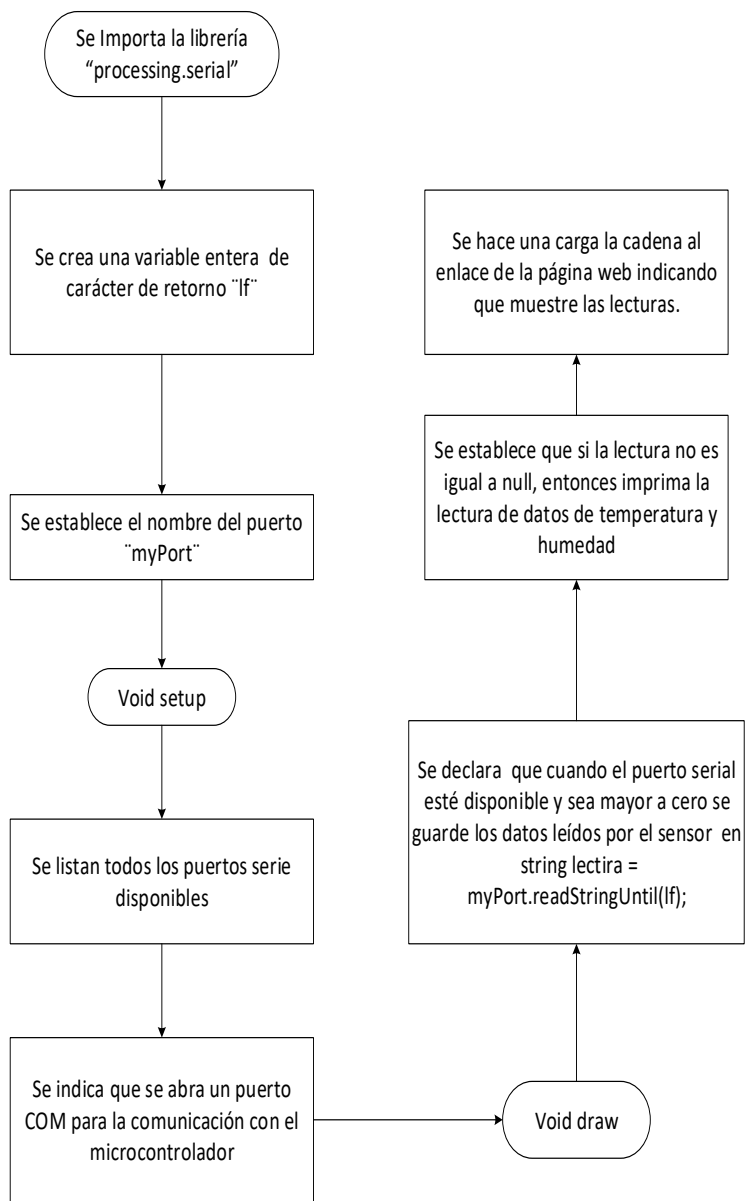 Se Importa la librería
“processing.serial”
Se crea una variable entera  de
carácter de retorno ¨lf¨
Se establece el nombre del puerto
¨myPort¨
Void setup
Se listan todos los puertos serie
disponibles
Se indica que se abra un puerto
COM para la comunicación con el
microcontrolador
Void draw
Se declara  que cuando el puerto serial
esté disponible y sea mayor a cero se
guarde los datos leídos por el sensor  en
string lectira =
myPort.readStringUntil(lf);
Se establece que si la lectura no es
igual a null, entonces imprima la
lectura de datos de temperatura y
humedad
Se hace una carga la cadena al
enlace de la página web indicando
que muestre las lecturas.